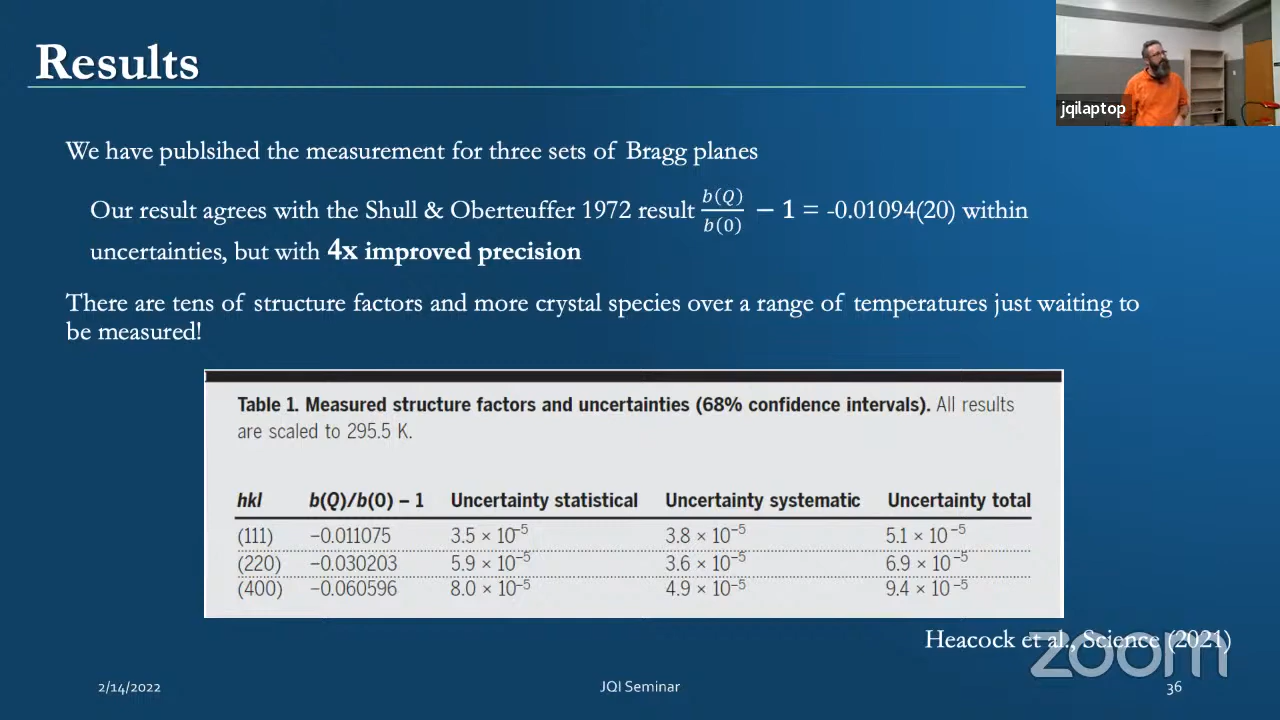 Results
jqilaptop
We have publsihed the measurement for three sets of Bragg planes
Our result agrees with the Shull & Oberteuffer 1972 result b(Q)/b(0) − 1 = -0.01094(20) within
uncertainties, but with 4x improved precision
There are tens of structure factors and more crystal species over a range of temperatures just waiting to
be measured!
Table 1. Measured structure factors and uncertainties (68% confidence intervals). All results
are scaled to 295.5 K.
hkl b(Q)/b(0) – 1 Uncertainty statistical Uncertainty systematic Uncertainty total
(111) −0.011075 3.5 × 10⁻⁵ 3.8 × 10⁻⁵ 5.1 × 10⁻⁵
(220) −0.030203 5.9 × 10⁻⁵ 3.6 × 10⁻⁵ 6.9 × 10⁻⁵
(400) −0.060596 8.0 × 10⁻⁵ 4.9 × 10⁻⁵ 9.4 × 10⁻⁵
Heacock et al., Science (2021)
zoom
2/14/2022 JQI Seminar 36